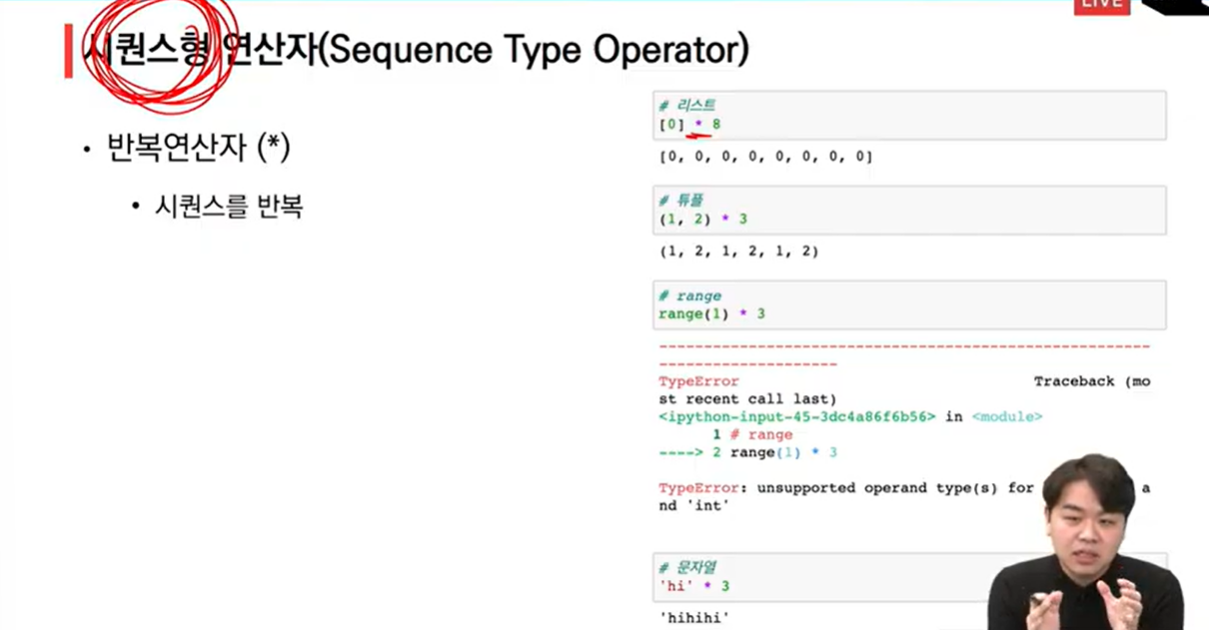 LIVE
시퀀스형 연산자(Sequence Type Operator)
• 반복연산자 (*)
• 시퀀스를 반복
# 리스트
[0] * 8
[0, 0, 0, 0, 0, 0, 0, 0]
# 튜플
(1, 2) * 3
(1, 2, 1, 2, 1, 2)
# range
range(1) * 3
---------------------------------------------------------------------------
TypeError Traceback (mo
st recent call last)
<ipython-input-45-3dc4a86f6b56> in <module>
1 # range
----> 2 range(1) * 3
TypeError: unsupported operand type(s) for a
nd 'int'
# 문자열
'hi' * 3
'hihihi'